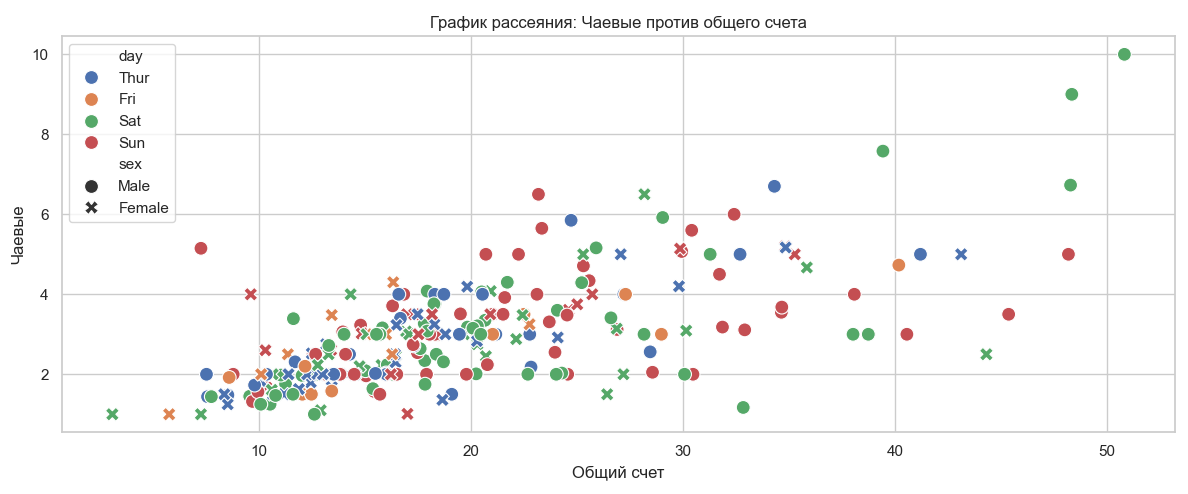 График рассеяния: Чаевые против общего счета
day
Thur
Fri
Sat
Sun
sex
Male
Female
Чаевые
10
8
6
4
2
10
20
30
40
50
Общий счет